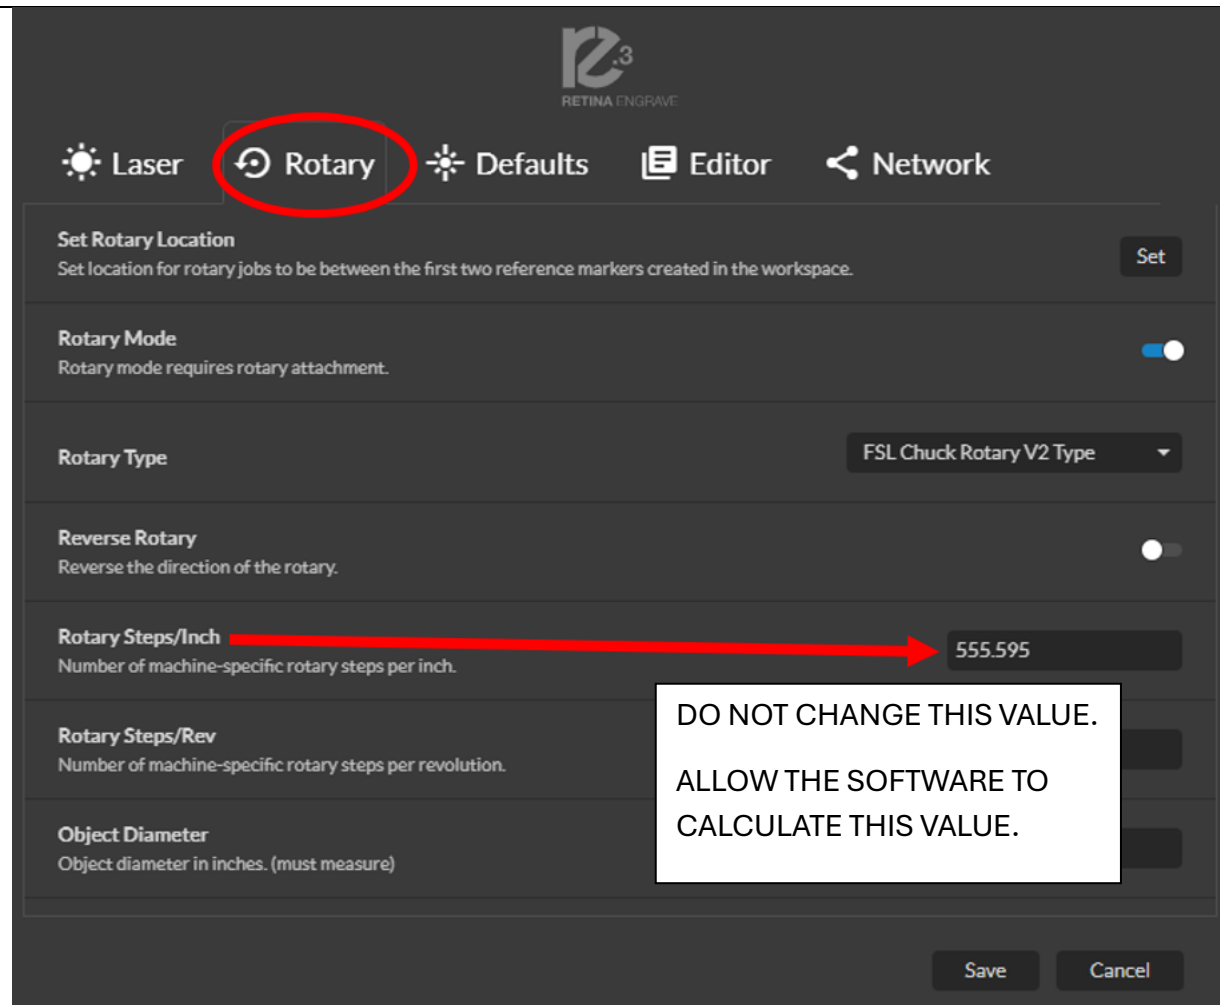 rz.3
RETINA ENGRAVE
Laser Rotary Defaults Editor Network
Set Rotary Location
Set location for rotary jobs to be between the first two reference markers created in the workspace.
Set
Rotary Mode
Rotary mode requires rotary attachment.
Rotary Type
FSL Chuck Rotary V2 Type
Reverse Rotary
Reverse the direction of the rotary.
Rotary Steps/Inch
Number of machine-specific rotary steps per inch.
555.595
DO NOT CHANGE THIS VALUE.
ALLOW THE SOFTWARE TO
CALCULATE THIS VALUE.
Rotary Steps/Rev
Number of machine-specific rotary steps per revolution.
Object Diameter
Object diameter in inches. (must measure)
Save Cancel